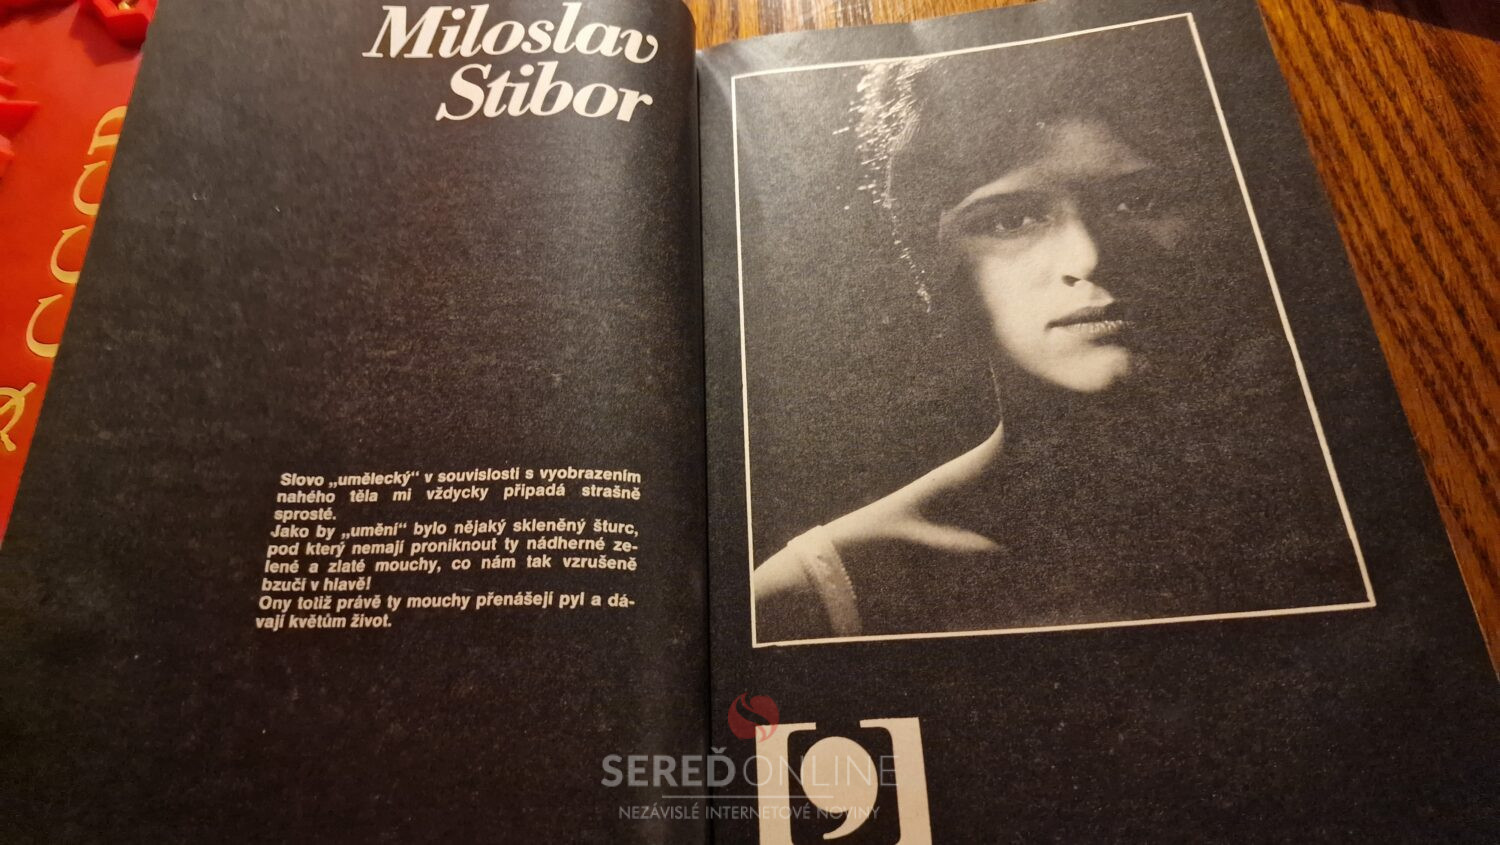 Miloslav
Stibor
Slovo „umělecký“ v souvislosti s vyobrazením
nahého těla mi vždycky připadá strašně
sprosté.
Jako by „umění“ bylo nějaký skleněný šturc,
pod který nemají proniknout ty nádherné ze-
lené a zlaté mouchy, co nám tak vzrušeně
bzučí v hlavě!
Ony totiž právě ty mouchy přenášejí pyl a dá-
vají květům život.
[9]
SEREĎONLINE
NEZÁVISLÉ INTERNETOVÉ NOVINY